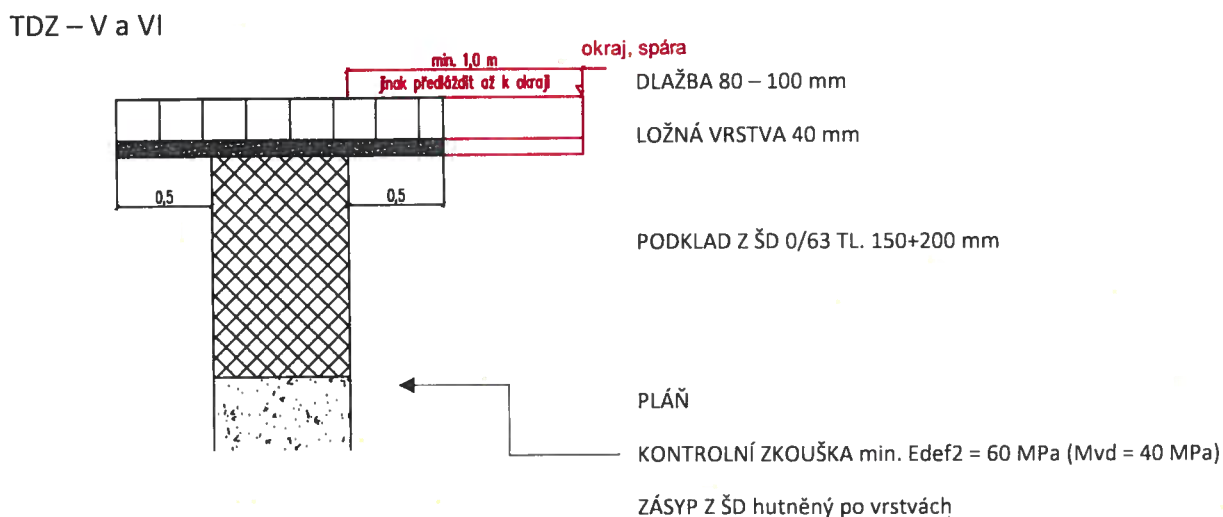 TDZ – V a VI
okraj, spára
min. 1,0 m
jinak předláždit až k okraji
DLAŽBA 80 – 100 mm
LOŽNÁ VRSTVA 40 mm
0,5
0,5
PODKLAD Z ŠD 0/63 TL. 150+200 mm
PLÁŇ
KONTROLNÍ ZKOUŠKA min. Edef2 = 60 MPa (Mvd = 40 MPa)
ZÁSYP Z ŠD hutněný po vrstvách